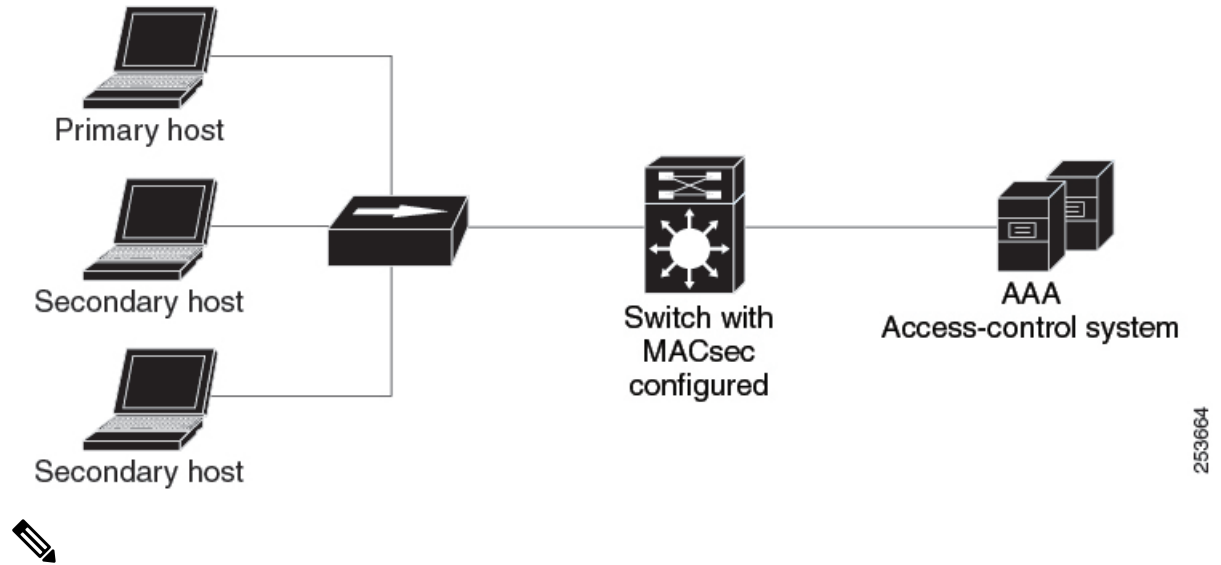 Primary host
Secondary host
Secondary host
Switch with
MACsec
configured
AAA
Access-control system
253664